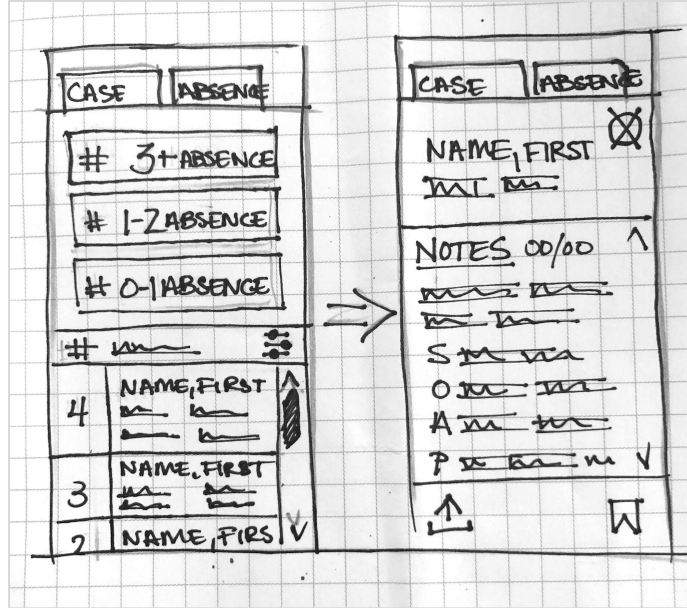 CASE ABSENCE
# 3+ ABSENCE
# 1-2 ABSENCE
# 0-1 ABSENCE
#
4 NAME, FIRST
3 NAME, FIRST
2 NAME, FIRS
CASE ABSENCE
NAME, FIRST
NOTES 00/00
S
O
A
P